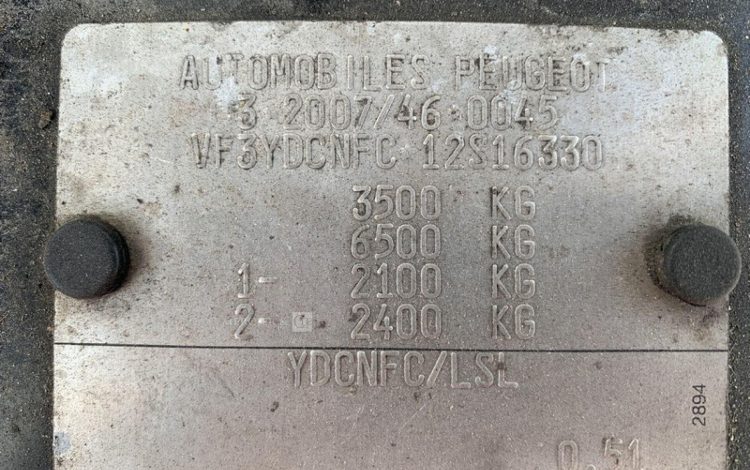 AUTOMOBILES PEUGEOT
3 2007/46 0045
VF3YDCNFC 12S16330
3500 KG
6500 KG
1- 2100 KG
2- 2400 KG
YDCNFC/LSL
2894
0.51